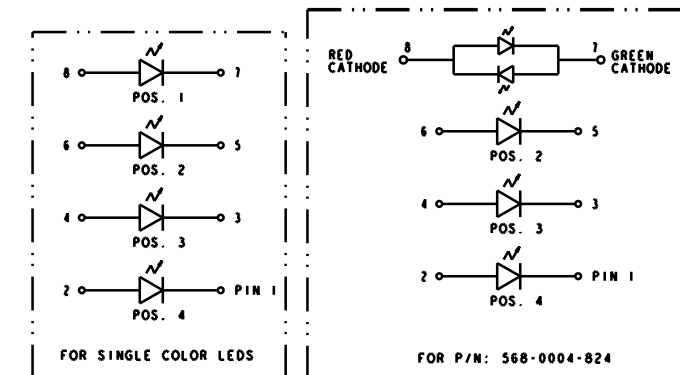 8 7
POS. 1
6 5
POS. 2
4 3
POS. 3
2 PIN 1
POS. 4
FOR SINGLE COLOR LEDS
RED CATHODE 8 7 GREEN CATHODE
6 5
POS. 2
4 3
POS. 3
2 PIN 1
POS. 4
FOR P/N: 568-0004-824